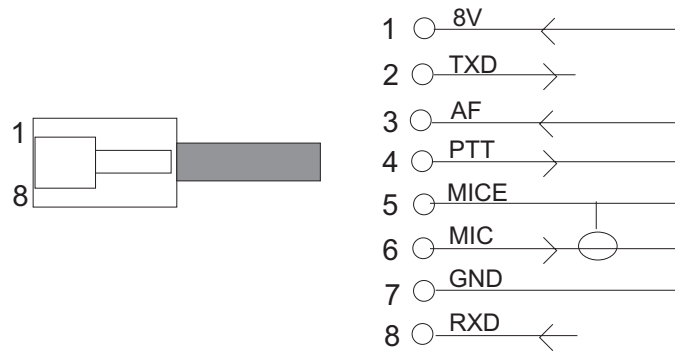 1 8V
2 TXD
3 AF
4 PTT
5 MICE
6 MIC
7 GND
8 RXD
1
8